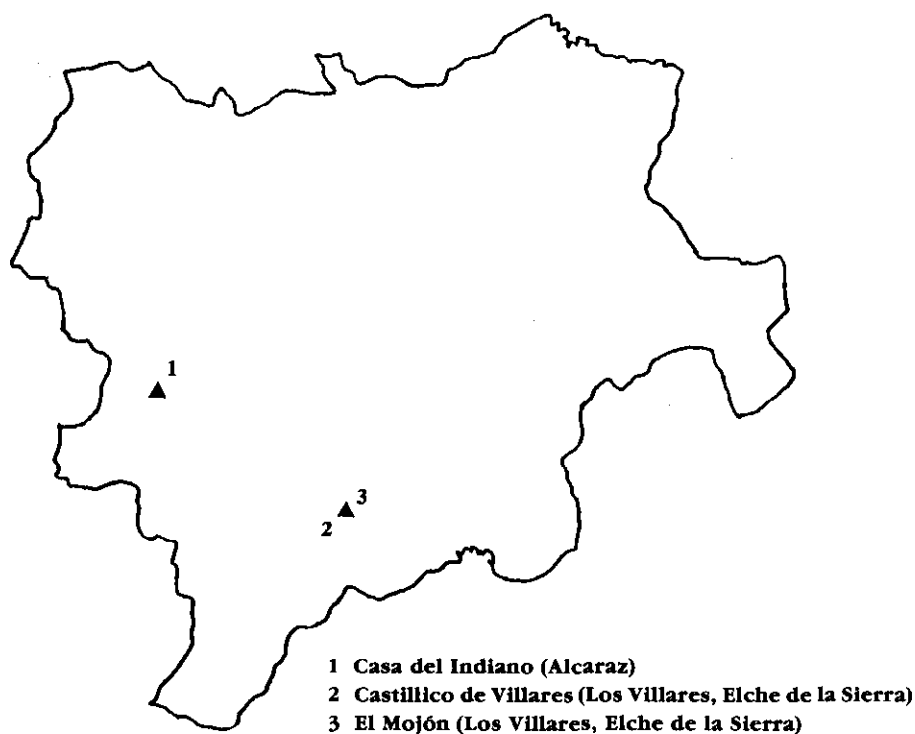 1
3
2
1 Casa del Indiano (Alcaraz)
2 Castillico de Villares (Los Villares, Elche de la Sierra)
3 El Mojón (Los Villares, Elche de la Sierra)